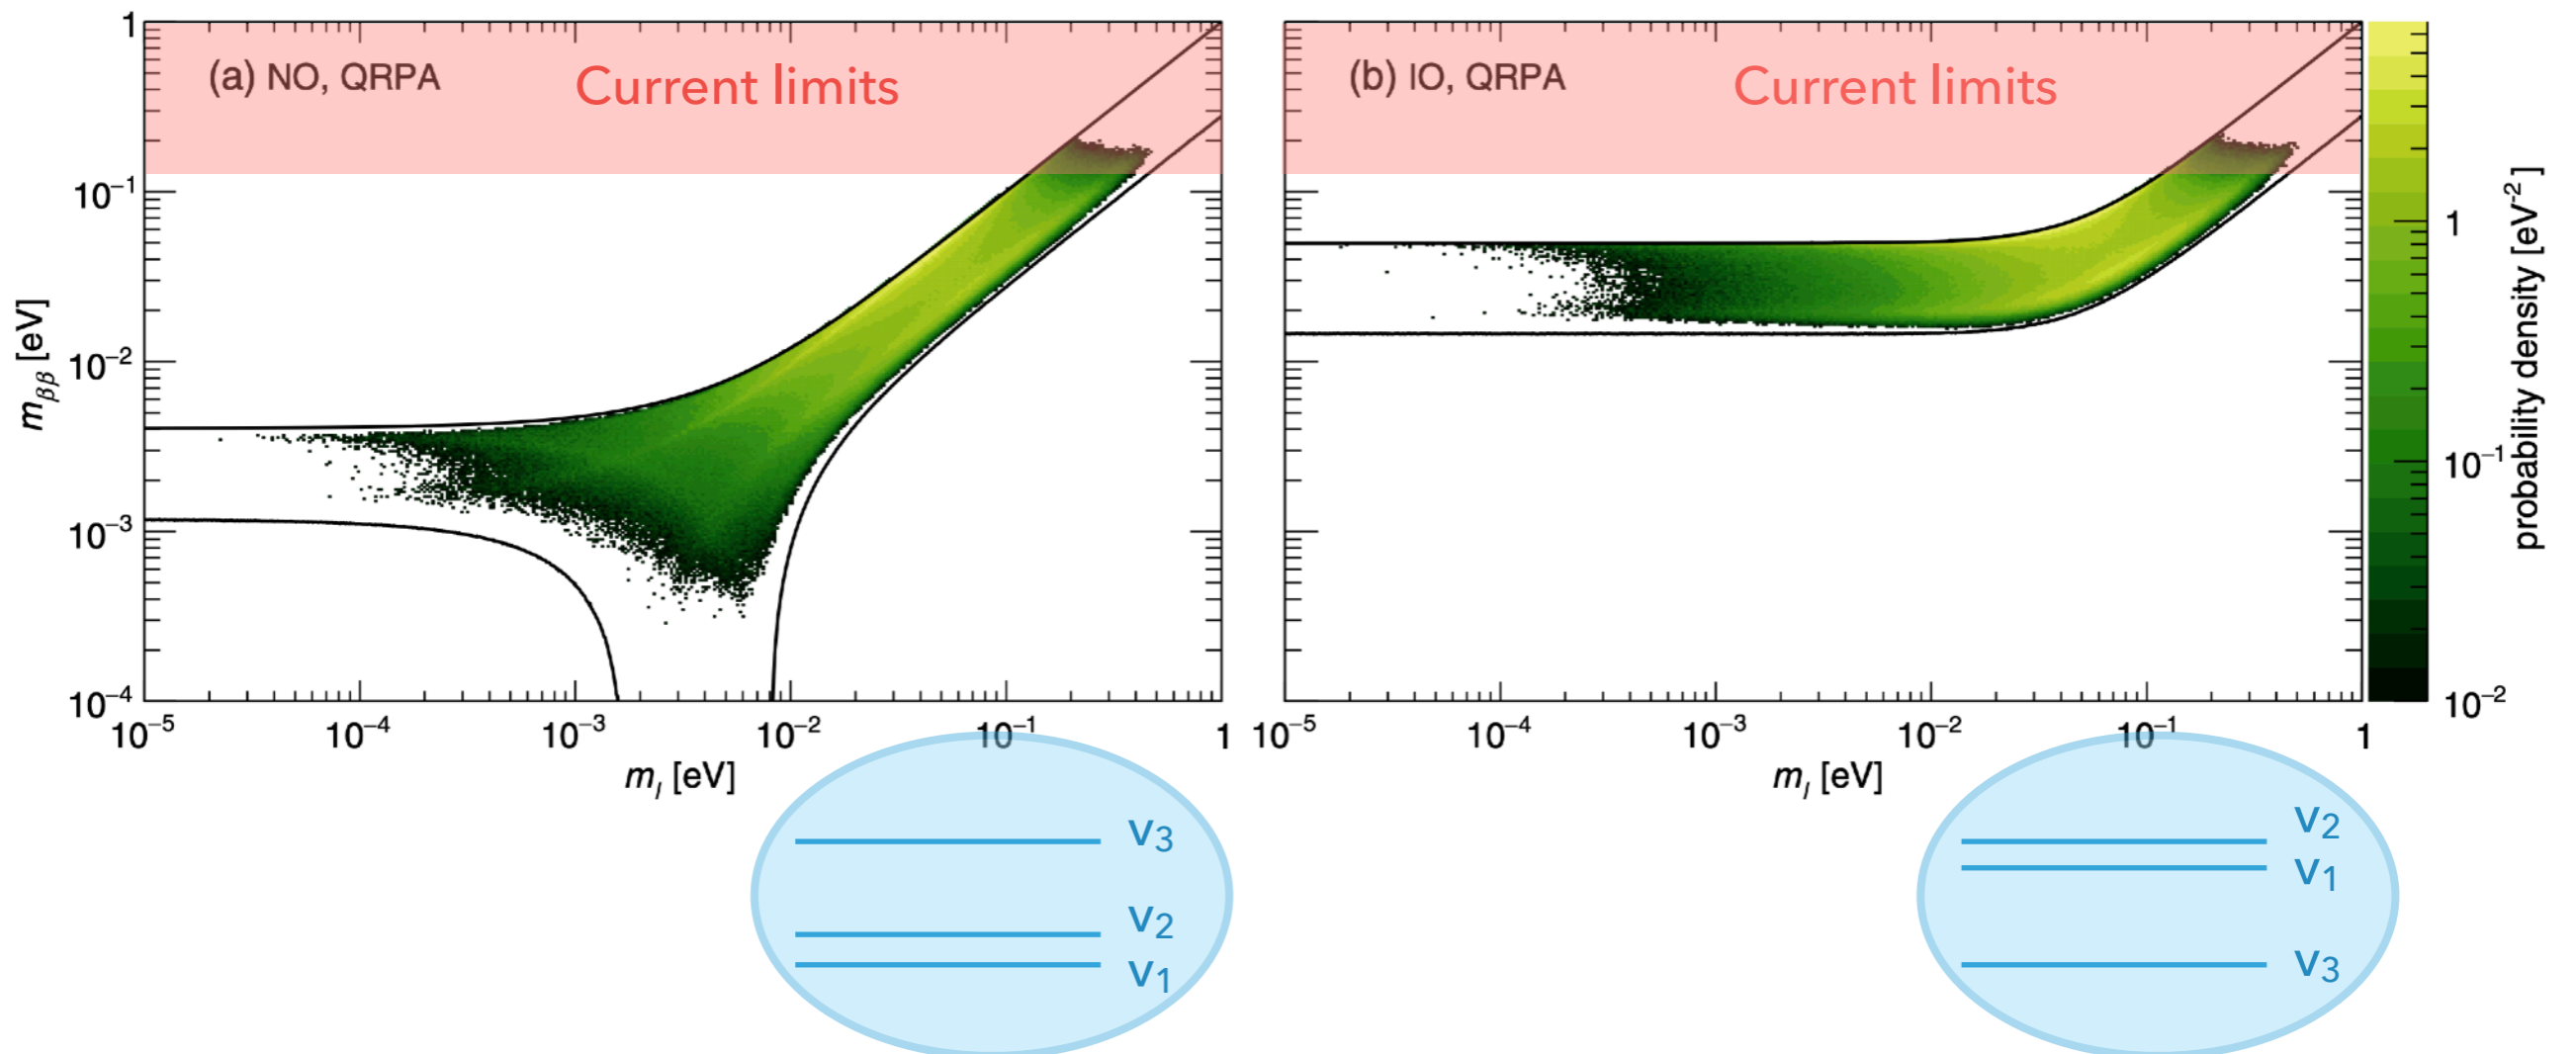 (a) NO, QRPA
Current limits
(b) IO, QRPA
Current limits
1
10⁻¹
10⁻²
10⁻³
10⁻⁴
mββ [eV]
10⁻⁵ 10⁻⁴ 10⁻³ 10⁻² 10⁻¹ 1
ml [eV]
10⁻⁵ 10⁻⁴ 10⁻³ 10⁻² 10⁻¹ 1
ml [eV]
1
10⁻¹
10⁻²
probability density [eV⁻²]
ν3
ν2
ν1
ν2
ν1
ν3